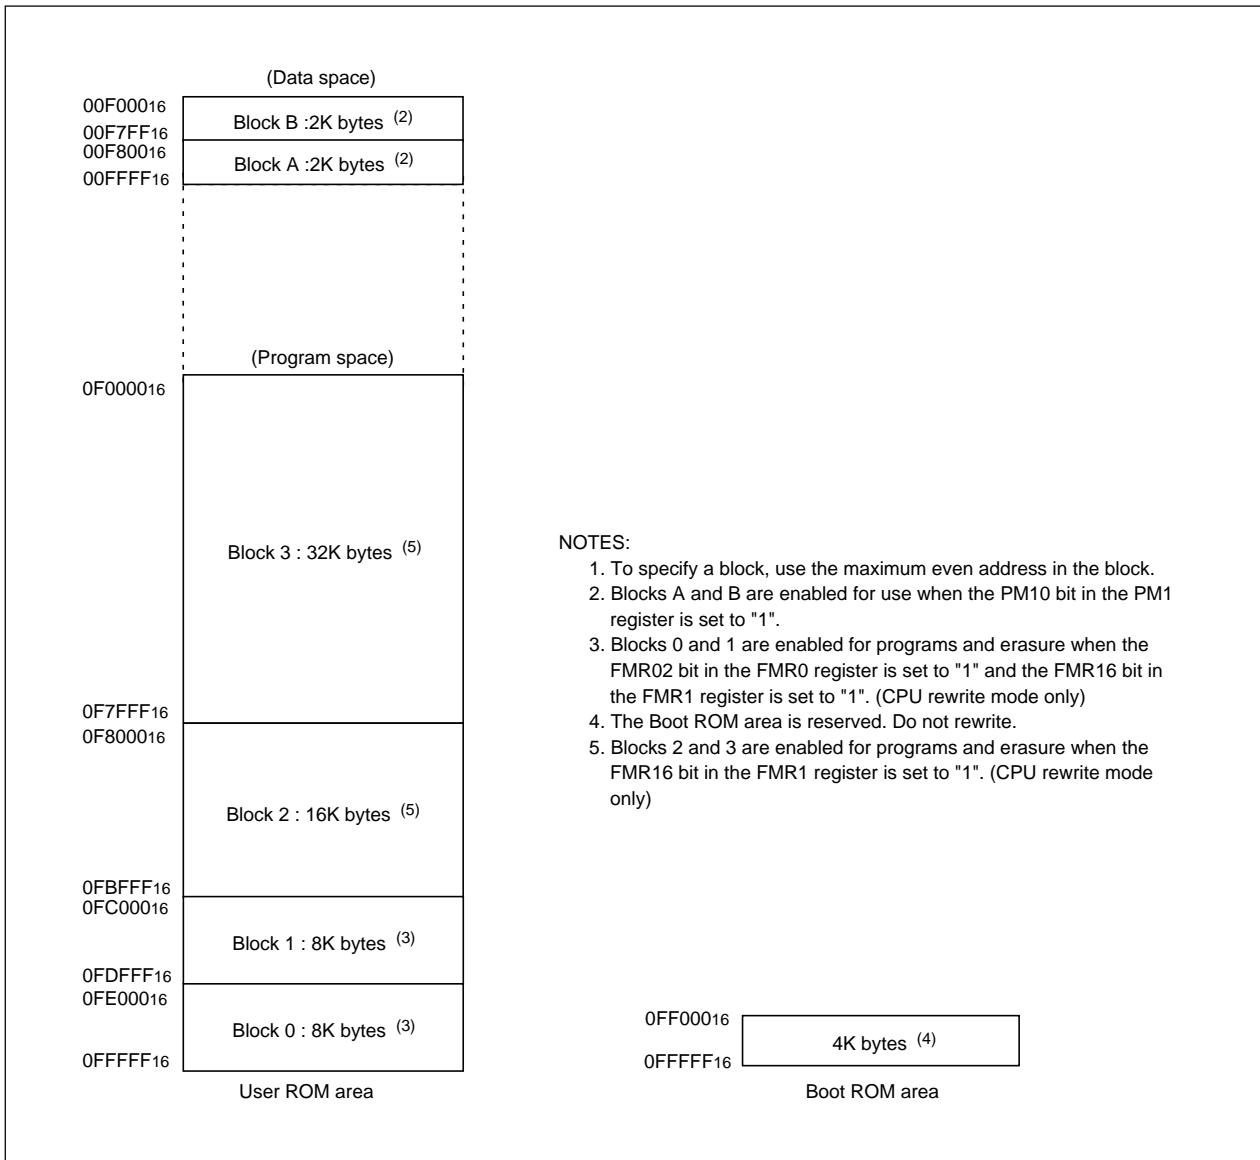 (Data space)
00F00016
Block B :2K bytes (2)
00F7FF16
00F80016
Block A :2K bytes (2)
00FFFF16
(Program space)
0F000016
Block 3 : 32K bytes (5)
0F7FFF16
0F800016
Block 2 : 16K bytes (5)
0FBFFF16
0FC00016
Block 1 : 8K bytes (3)
0FDFFF16
0FE00016
Block 0 : 8K bytes (3)
0FFFFF16
User ROM area
NOTES:
1. To specify a block, use the maximum even address in the block.
2. Blocks A and B are enabled for use when the PM10 bit in the PM1
register is set to "1".
3. Blocks 0 and 1 are enabled for programs and erasure when the
FMR02 bit in the FMR0 register is set to "1" and the FMR16 bit in
the FMR1 register is set to "1". (CPU rewrite mode only)
4. The Boot ROM area is reserved. Do not rewrite.
5. Blocks 2 and 3 are enabled for programs and erasure when the
FMR16 bit in the FMR1 register is set to "1". (CPU rewrite mode
only)
0FF00016
4K bytes (4)
0FFFFF16
Boot ROM area